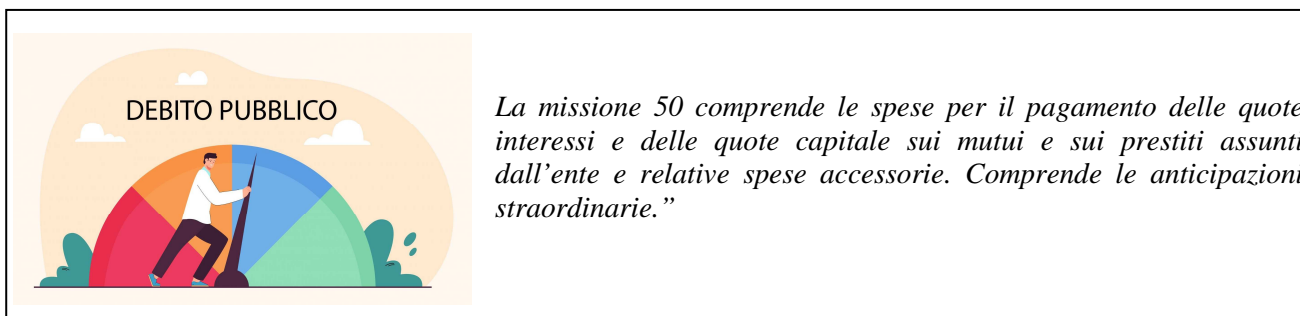 DEBITO PUBBLICO
La missione 50 comprende le spese per il pagamento delle quote
interessi e delle quote capitale sui mutui e sui prestiti assunti
dall'ente e relative spese accessorie. Comprende le anticipazioni
straordinarie.”